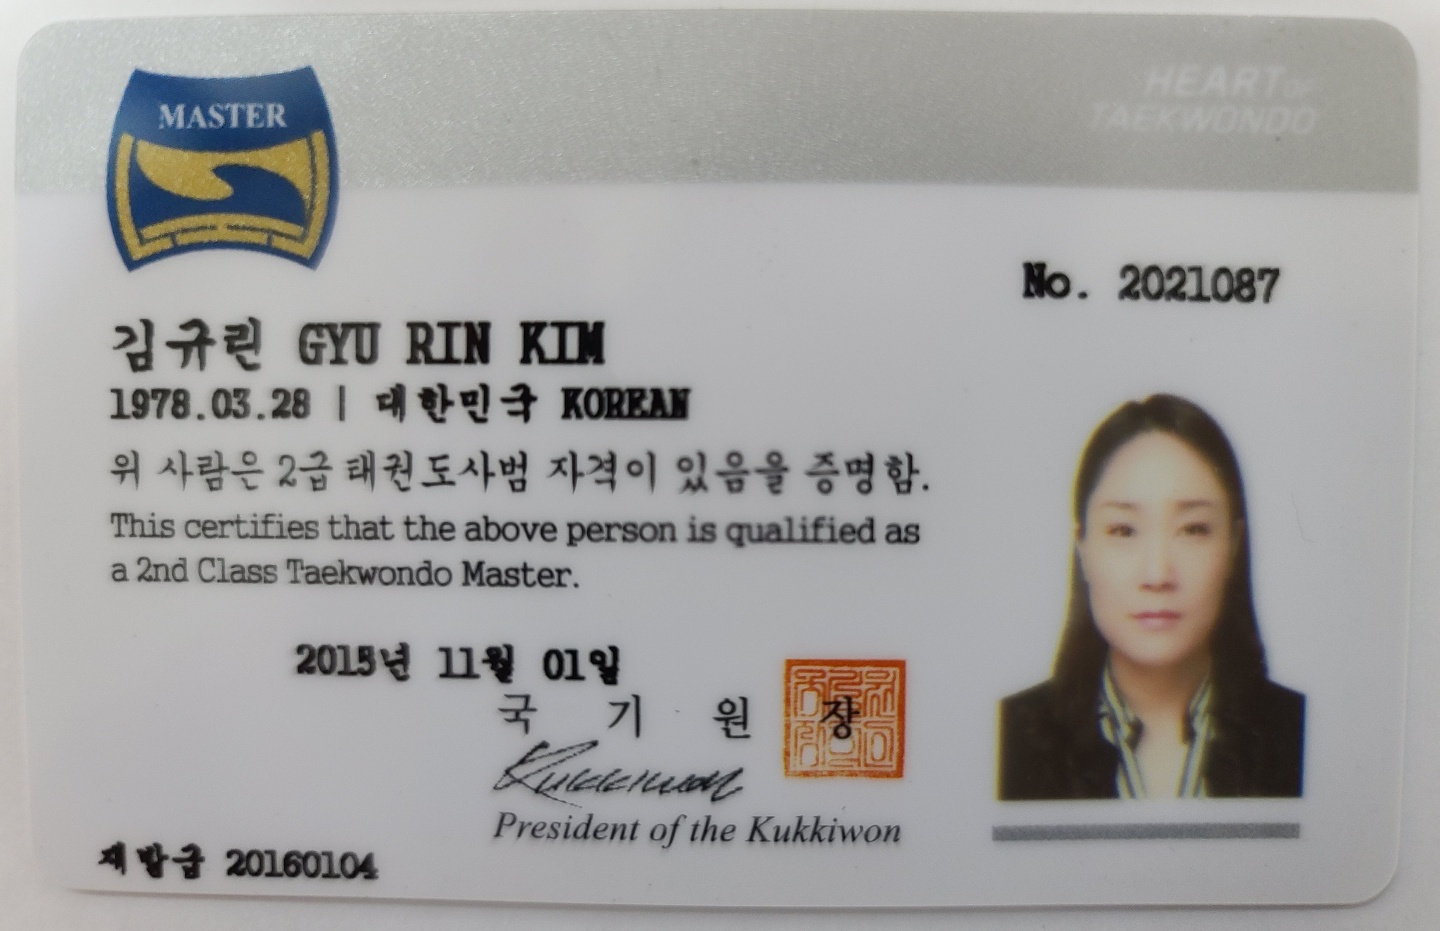 MASTER
HEART OF
TAEKWONDO
No. 2021087
김규린 GYU RIN KIM
1978.03.28 | 대한민국 KOREAN
위 사람은 2급 태권도사범 자격이 있음을 증명함.
This certifies that the above person is qualified as
a 2nd Class Taekwondo Master.
2015년 11월 01일
국 기 원 장
Kukkiwon
President of the Kukkiwon
재발급 20160104